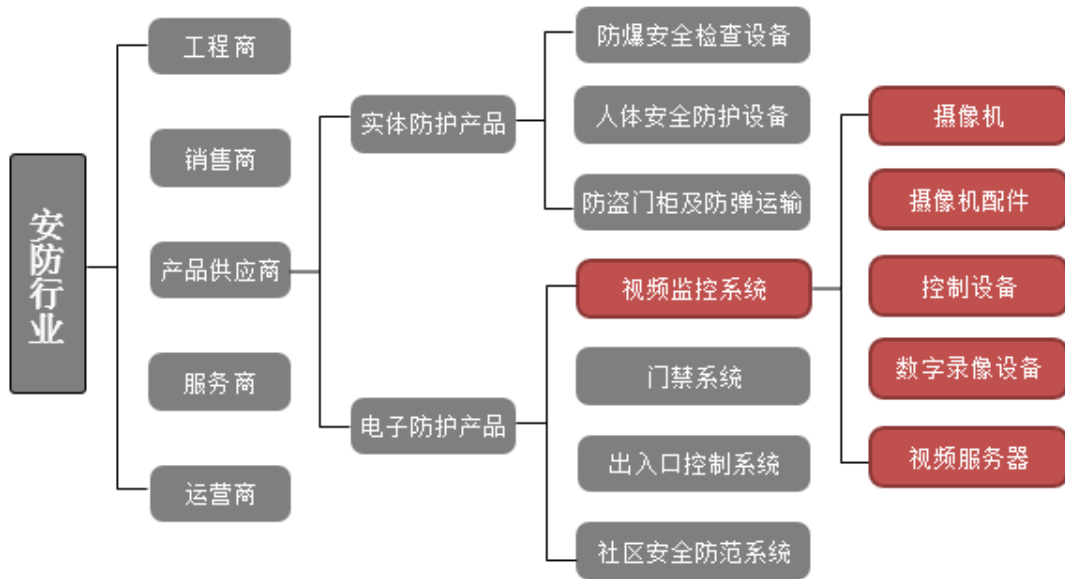 安防行业
工程商
销售商
产品供应商
服务商
运营商
实体防护产品
电子防护产品
防爆安全检查设备
人体安全防护设备
防盗门柜及防弹运输
视频监控系统
门禁系统
出入口控制系统
社区安全防范系统
摄像机
摄像机配件
控制设备
数字录像设备
视频服务器